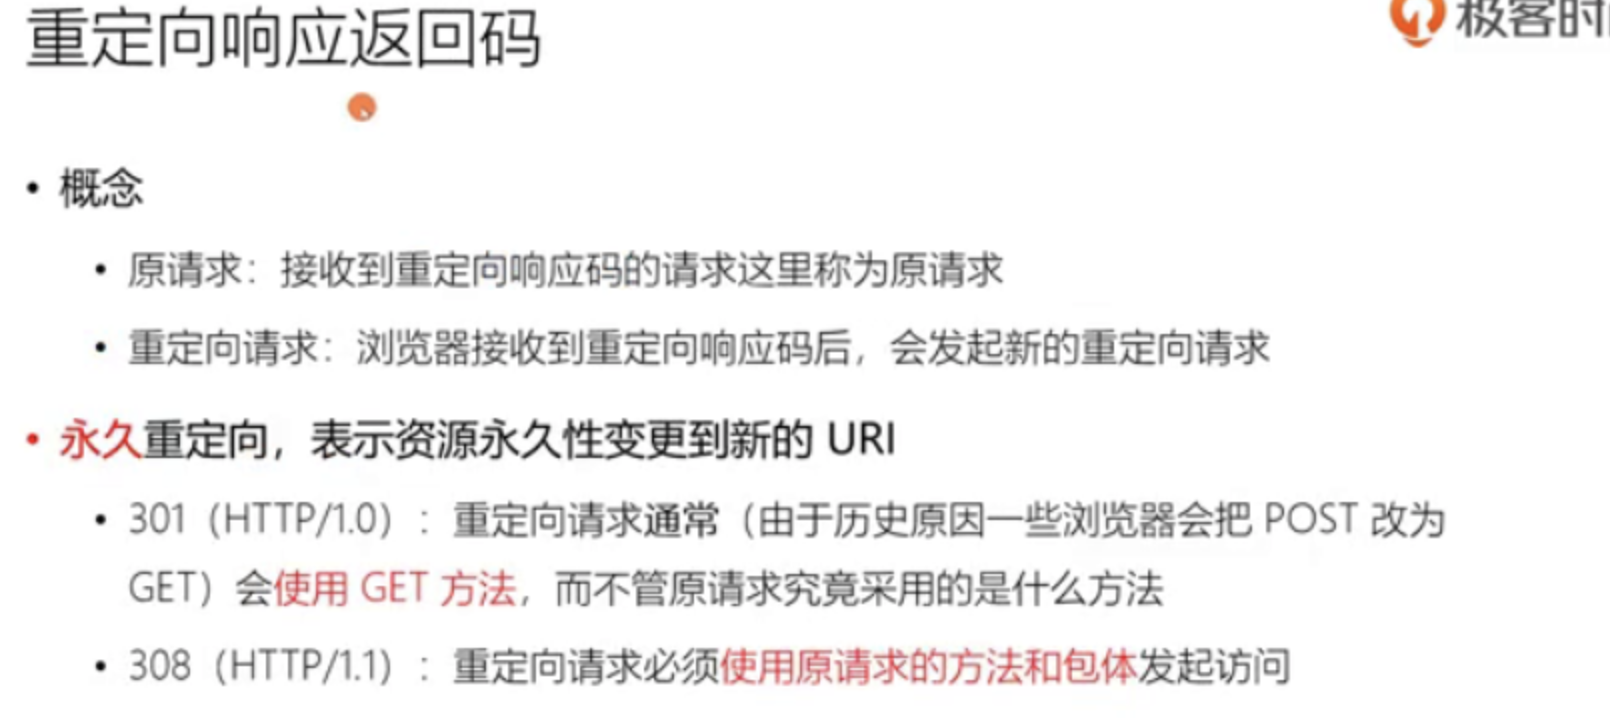 重定向响应返回码
极客时
• 概念
• 原请求：接收到重定向响应码的请求这里称为原请求
• 重定向请求：浏览器接收到重定向响应码后，会发起新的重定向请求
• 永久重定向，表示资源永久性变更到新的 URI
• 301（HTTP/1.0）：重定向请求通常（由于历史原因一些浏览器会把 POST 改为
GET）会使用 GET 方法，而不管原请求究竟采用的是什么方法
• 308（HTTP/1.1）：重定向请求必须使用原请求的方法和包体发起访问